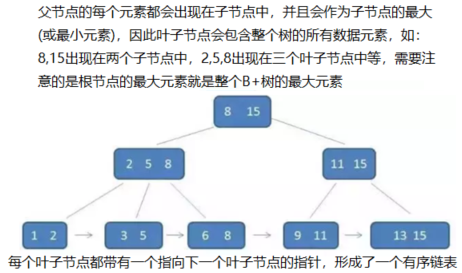 父节点的每个元素都会出现在子节点中，并且会作为子节点的最大
(或最小元素)，因此叶子节点会包含整个树的所有数据元素，如：
8,15出现在两个子节点中，2,5,8出现在三个叶子节点中等，需要注
意的是根节点的最大元素就是整个B+树的最大元素
8 15
2 5 8
11 15
1 2
3 5
6 8
9 11
13 15
每个叶子节点都带有一个指向下一个叶子节点的指针，形成了一个有序链表